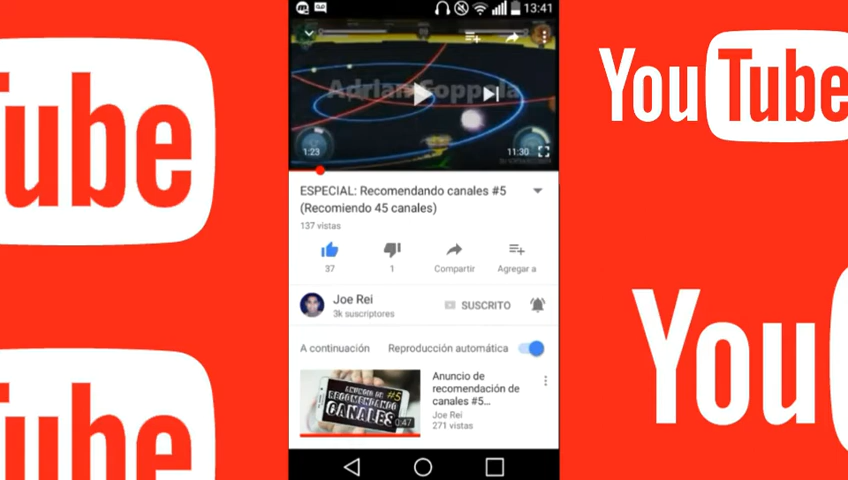 13:41
Adrian Coppola
1:23
11:30
ESPECIAL: Recomendando canales #5
(Recomiendo 45 canales)
137 vistas
37
1
Compartir
Agregar a
Joe Rei
3k suscriptores
SUSCRITO
A continuación
Reproducción automática
ANUNCIO DE
RECOMENDANDO
#5
CANALES
0:47
Anuncio de
recomendación de
canales #5...
Joe Rei
271 vistas
Tube
YouTube
Tube
You